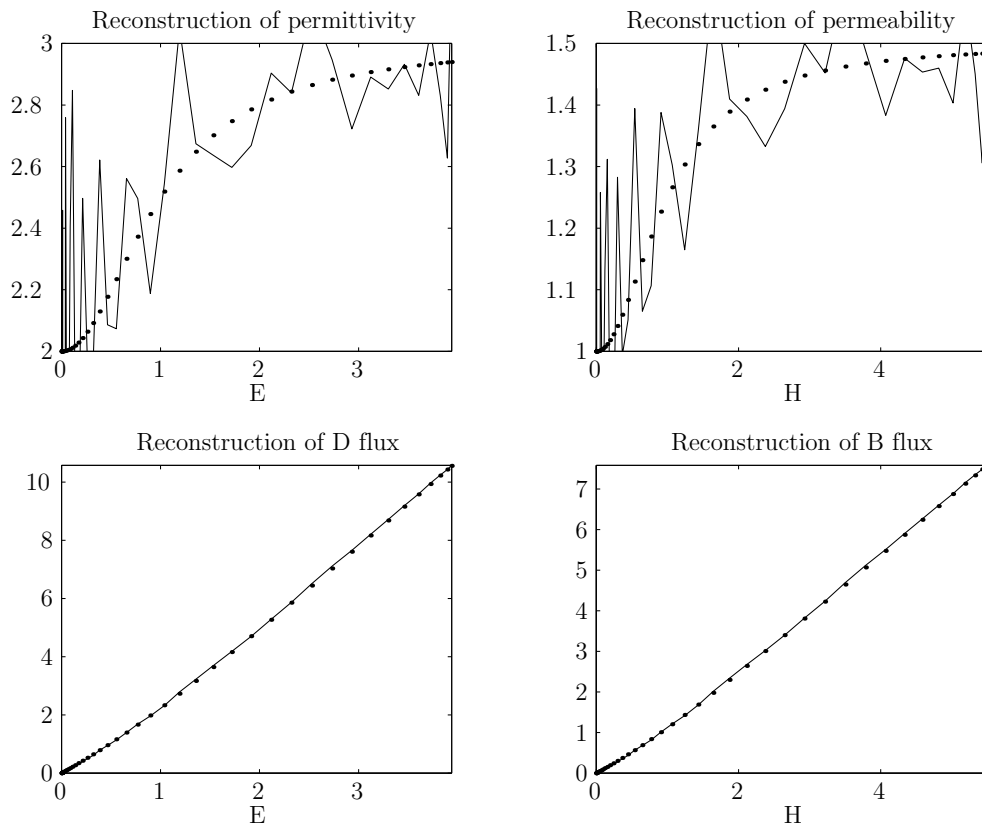 Reconstruction of permittivity
3
2.8
2.6
2.4
2.2
2
0 1 2 3
E
Reconstruction of permeability
1.5
1.4
1.3
1.2
1.1
1
0 2 4
H
Reconstruction of D flux
10
8
6
4
2
0
0 1 2 3
E
Reconstruction of B flux
7
6
5
4
3
2
1
0
0 2 4
H